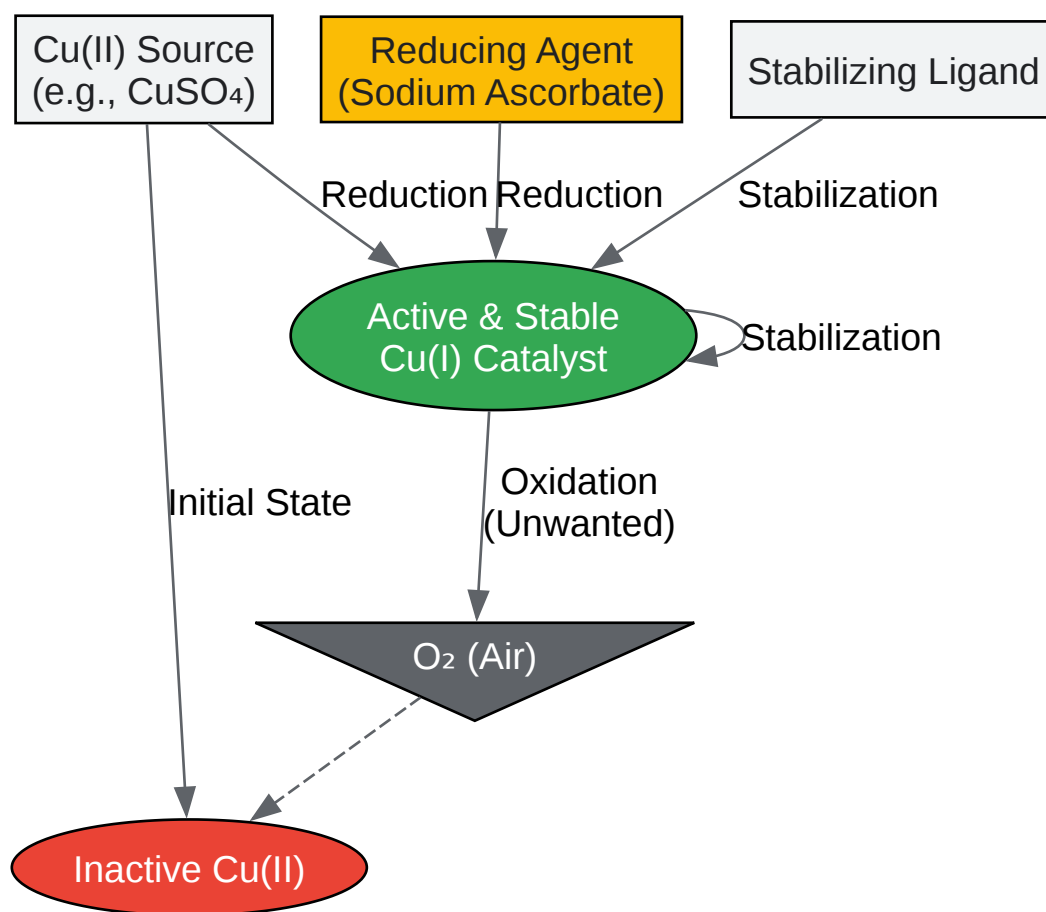 Cu(II) Source
(e.g., CuSO₄)
Reducing Agent
(Sodium Ascorbate)
Stabilizing Ligand
Reduction
Reduction
Stabilization
Active & Stable
Cu(I) Catalyst
Stabilization
Oxidation
(Unwanted)
Initial State
O₂ (Air)
Inactive Cu(II)